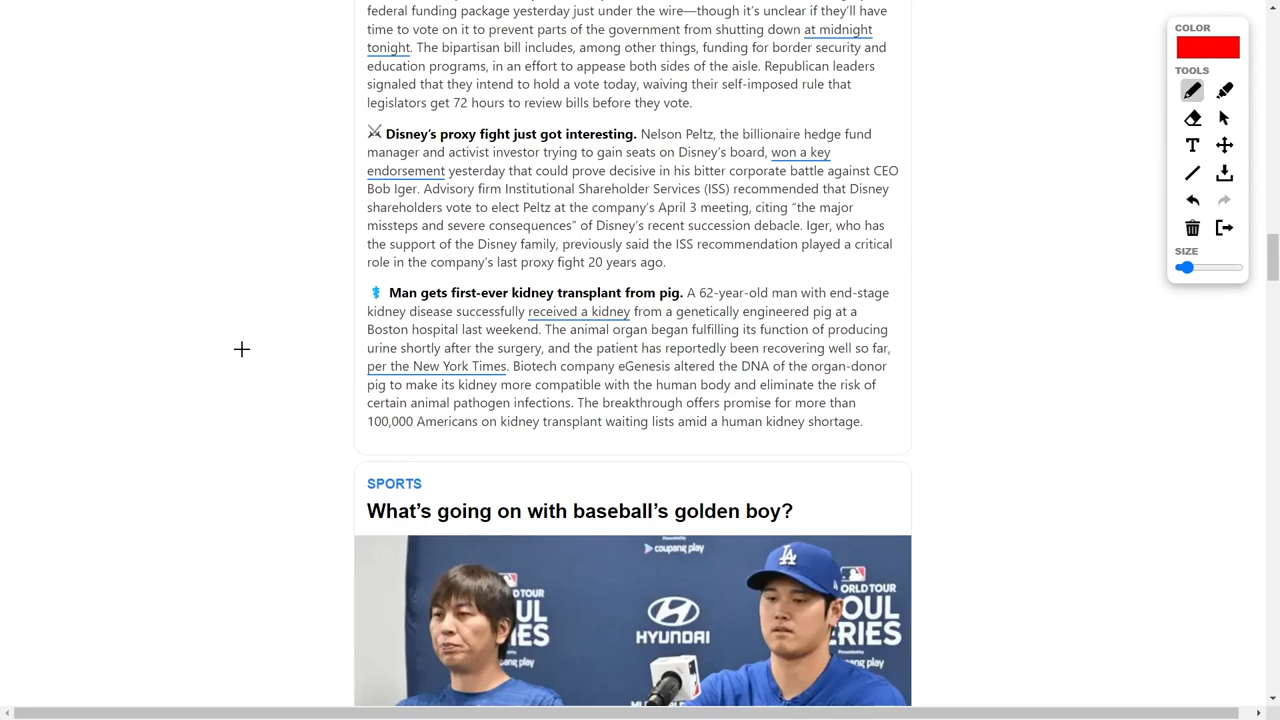 federal funding package yesterday just under the wire—though it's unclear if they'll have
time to vote on it to prevent parts of the government from shutting down at midnight
tonight. The bipartisan bill includes, among other things, funding for border security and
education programs, in an effort to appease both sides of the aisle. Republican leaders
signaled that they intend to hold a vote today, waiving their self-imposed rule that
legislators get 72 hours to review bills before they vote.
Disney's proxy fight just got interesting. Nelson Peltz, the billionaire hedge fund
manager and activist investor trying to gain seats on Disney's board, won a key
endorsement yesterday that could prove decisive in his bitter corporate battle against CEO
Bob Iger. Advisory firm Institutional Shareholder Services (ISS) recommended that Disney
shareholders vote to elect Peltz at the company's April 3 meeting, citing “the major
missteps and severe consequences” of Disney's recent succession debacle. Iger, who has
the support of the Disney family, previously said the ISS recommendation played a critical
role in the company's last proxy fight 20 years ago.
Man gets first-ever kidney transplant from pig. A 62-year-old man with end-stage
kidney disease successfully received a kidney from a genetically engineered pig at a
Boston hospital last weekend. The animal organ began fulfilling its function of producing
urine shortly after the surgery, and the patient has reportedly been recovering well so far,
per the New York Times. Biotech company eGenesis altered the DNA of the organ-donor
pig to make its kidney more compatible with the human body and eliminate the risk of
certain animal pathogen infections. The breakthrough offers promise for more than
100,000 Americans on kidney transplant waiting lists amid a human kidney shortage.
SPORTS
What's going on with baseball's golden boy?
Presented by
coupang play
MLB
WORLD TOUR
SEOUL
SERIES
HYUNDAI
LA
COLOR
TOOLS
T
SIZE